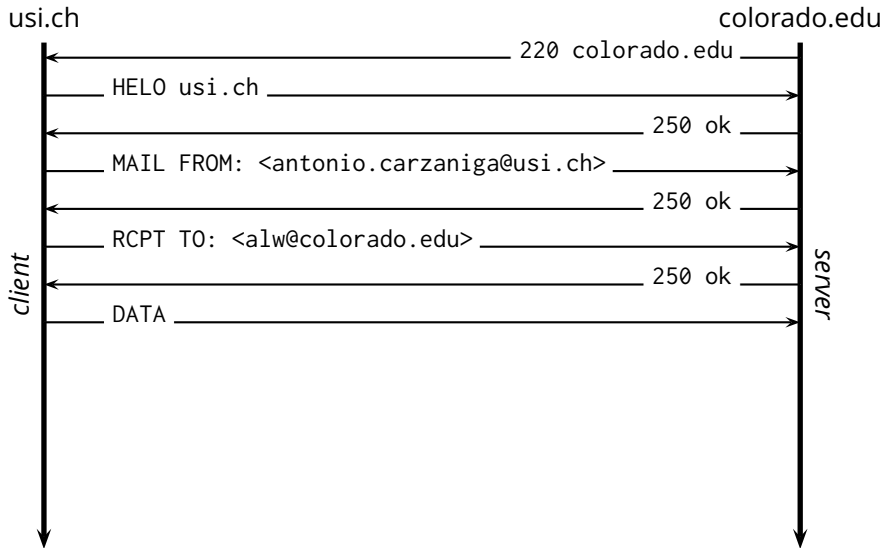 usi.ch
colorado.edu
220 colorado.edu
HELO usi.ch
250 ok
MAIL FROM: <antonio.carzaniga@usi.ch>
250 ok
RCPT TO: <alw@colorado.edu>
250 ok
DATA
client
server